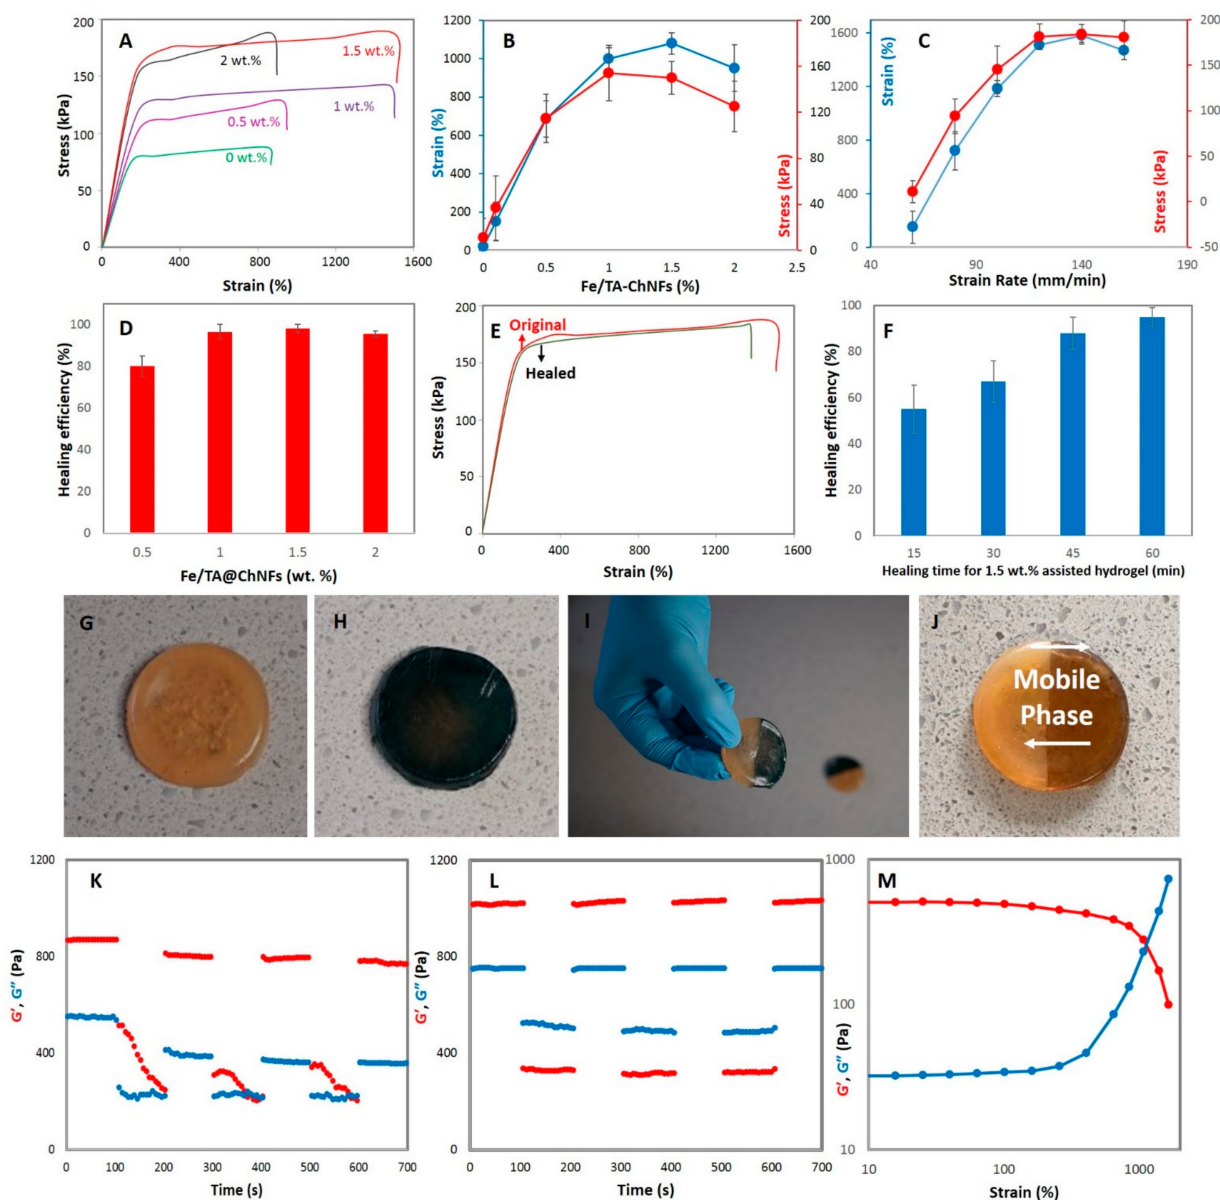 A
Stress (kPa)
200
150
100
50
0
2 wt.%
1.5 wt.%
1 wt.%
0.5 wt.%
0 wt.%
0
400
800
1200
1600
Strain (%)
B
Strain (%)
1200
1000
800
600
400
200
0
200
160
120
80
40
0
Stress (kPa)
0
0.5
1
1.5
2
2.5
Fe/TA-ChNFs (%)
C
Strain (%)
1600
1200
800
400
0
200
150
100
50
0
-50
Stress (kPa)
40
90
140
190
Strain Rate (mm/min)
D
Healing efficiency (%)
100
80
60
40
20
0
0.5
1
1.5
2
Fe/TA@ChNFs (wt. %)
E
Stress (kPa)
200
150
100
50
0
Original
Healed
0
400
800
1200
1600
Strain (%)
F
Healing efficiency (%)
100
80
60
40
20
0
15
30
45
60
Healing time for 1.5 wt.% assisted hydrogel (min)
G
H
I
J
Mobile
Phase
K
G′, G″ (Pa)
1200
800
400
0
0
100
200
300
400
500
600
700
Time (s)
L
G′, G″ (Pa)
1200
800
400
0
0
100
200
300
400
500
600
700
Time (s)
M
G′, G″ (Pa)
1000
100
10
10
100
1000
Strain (%)